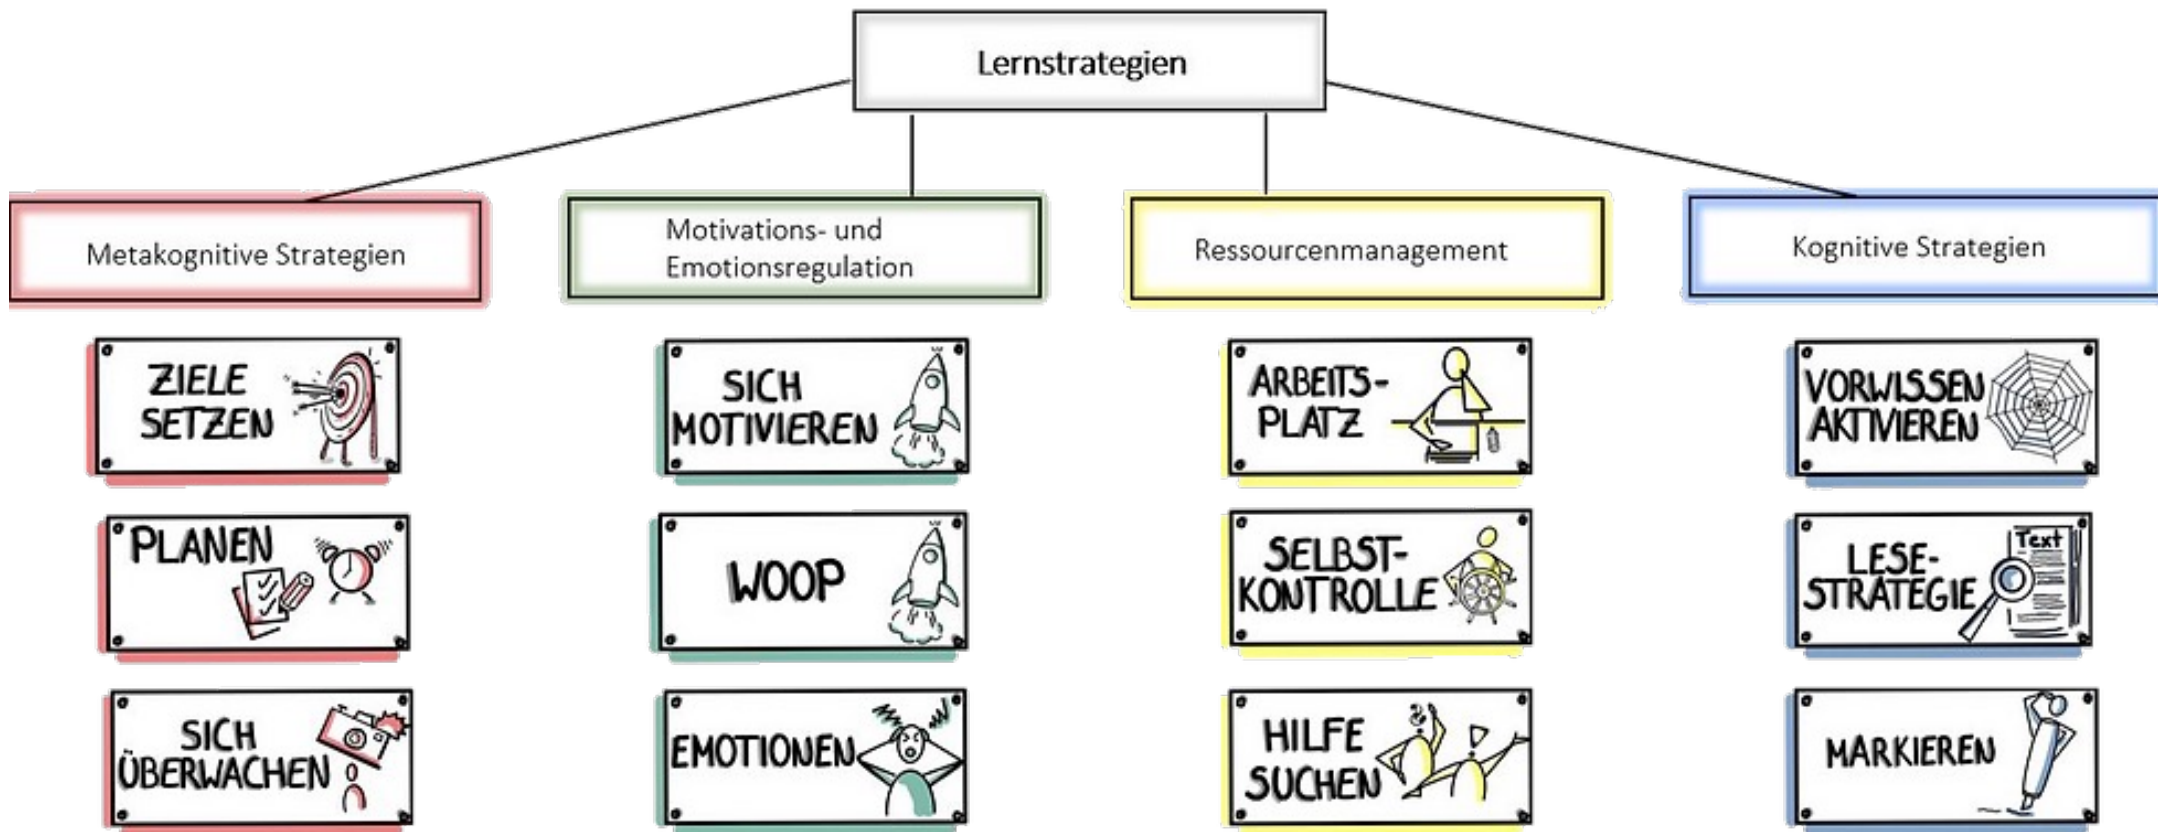 Lernstrategien
Metakognitive Strategien
Motivations- und
Emotionsregulation
Ressourcenmanagement
Kognitive Strategien
ZIELE
SETZEN
SICH
MOTIVIEREN
ARBEITS-
PLATZ
VORWISSEN
AKTIVIEREN
PLANEN
WOOP
SELBST-
KONTROLLE
LESE-
STRATEGIE
Text
SICH
ÜBERWACHEN
EMOTIONEN
HILFE
SUCHEN
MARKIEREN